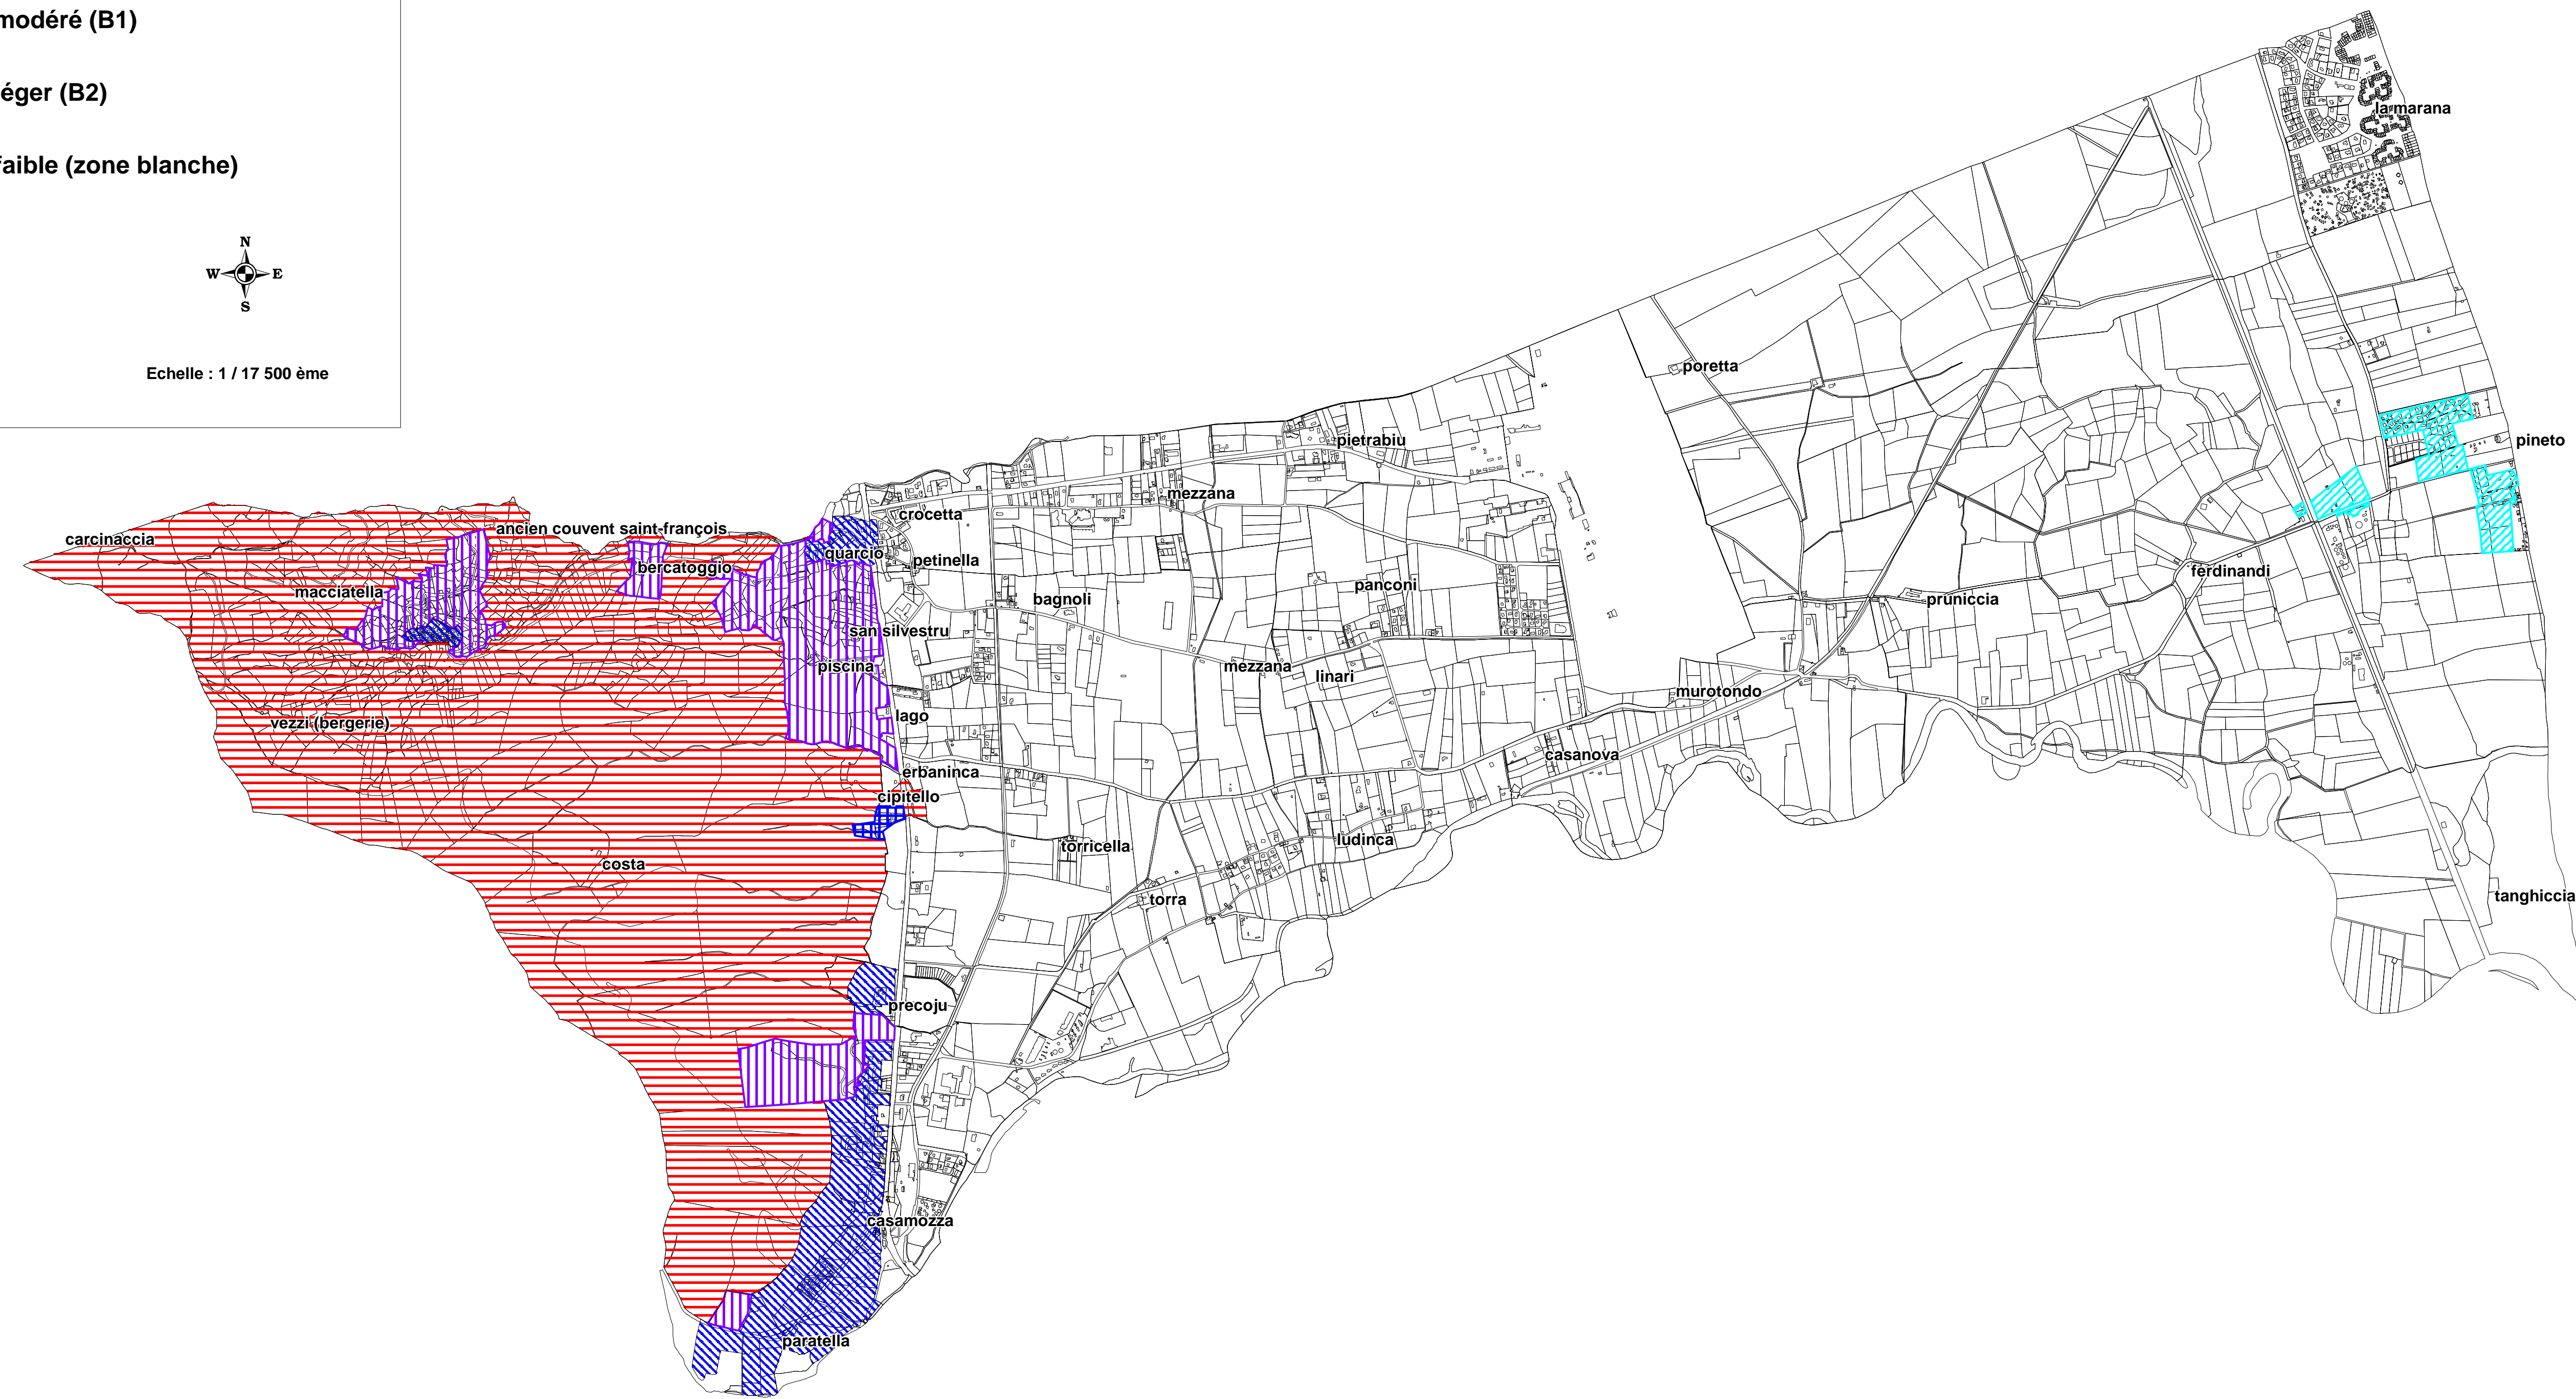 modéré (B1)
éger (B2)
faible (zone blanche)
N
W E
S
Echelle : 1 / 17 500 ème
la marana
poretta
pietrabiu
pineto
mezzana
crocetta
ancien couvent saint-françois
carcinaccia
quarcio
petinella
bercatoggio
ferdinandi
macciatella
panconi
bagnoli
pruniccia
san silvestru
piscina
mezzana
linari
murotondo
lago
vezzi (bergerie)
casanova
erbaninca
cipitello
ludinca
torricella
costa
torra
tanghiccia
precoju
casamozza
paratella